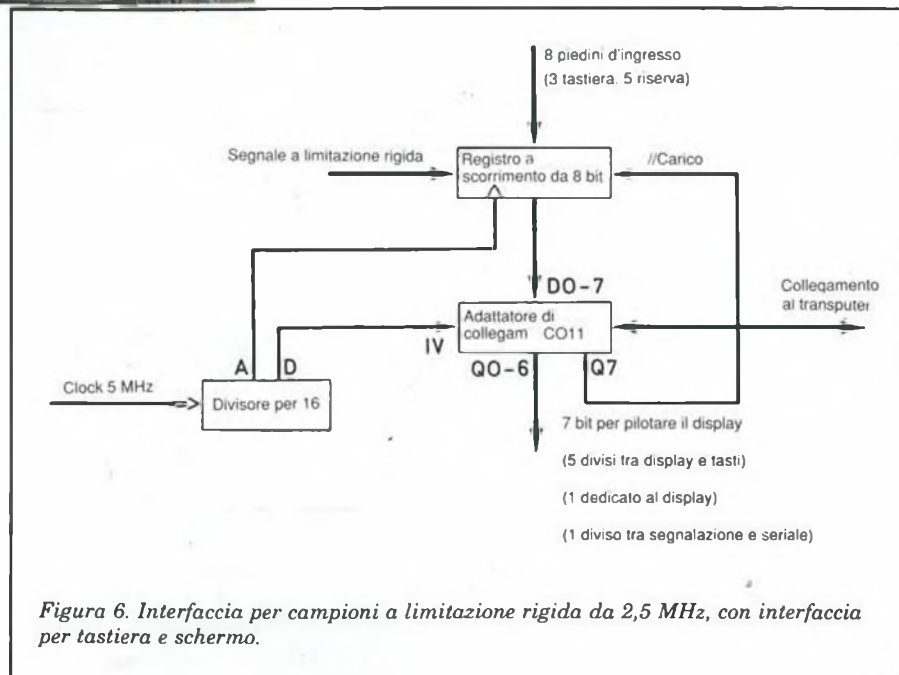 8 piedini d'ingresso
(3 tastiera. 5 riserva)
Segnale a limitazione rigida
Registro a
scorrimento da 8 bit
//Carico
DO-7
Collegamento
al transputer
Adattatore di
collegam CO11
IV
QO-6
Q7
A
D
Clock 5 MHz
Divisore per 16
7 bit per pilotare il display
(5 divisi tra display e tasti)
(1 dedicato al display)
(1 diviso tra segnalazione e seriale)
Figura 6. Interfaccia per campioni a limitazione rigida da 2,5 MHz, con interfaccia
per tastiera e schermo.